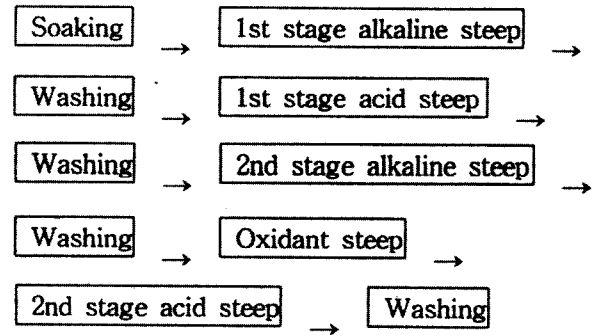 Soaking → 1st stage alkaline steep →
Washing → 1st stage acid steep →
Washing → 2nd stage alkaline steep →
Washing → Oxidant steep →
2nd stage acid steep → Washing